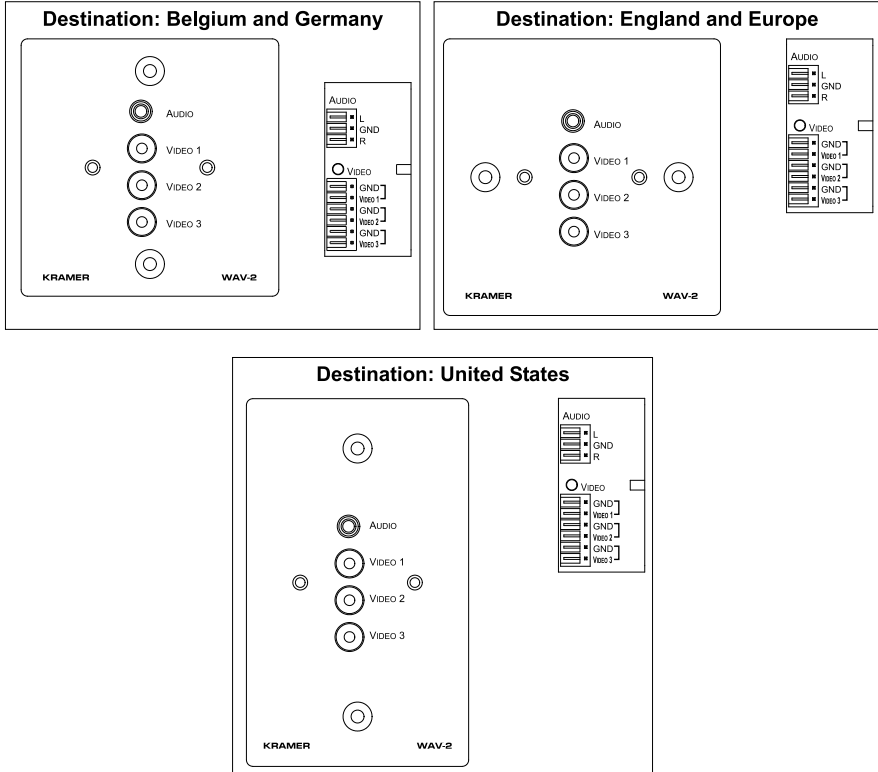 Destination: Belgium and Germany
AUDIO
VIDEO 1
VIDEO 2
VIDEO 3
KRAMER WAV-2
AUDIO
L
GND
R
VIDEO
GND
VIDEO 1
GND
VIDEO 2
GND
VIDEO 3
Destination: England and Europe
AUDIO
VIDEO 1
VIDEO 2
VIDEO 3
KRAMER WAV-2
AUDIO
L
GND
R
VIDEO
GND
VIDEO 1
GND
VIDEO 2
GND
VIDEO 3
Destination: United States
AUDIO
VIDEO 1
VIDEO 2
VIDEO 3
KRAMER WAV-2
AUDIO
L
GND
R
VIDEO
GND
VIDEO 1
GND
VIDEO 2
GND
VIDEO 3